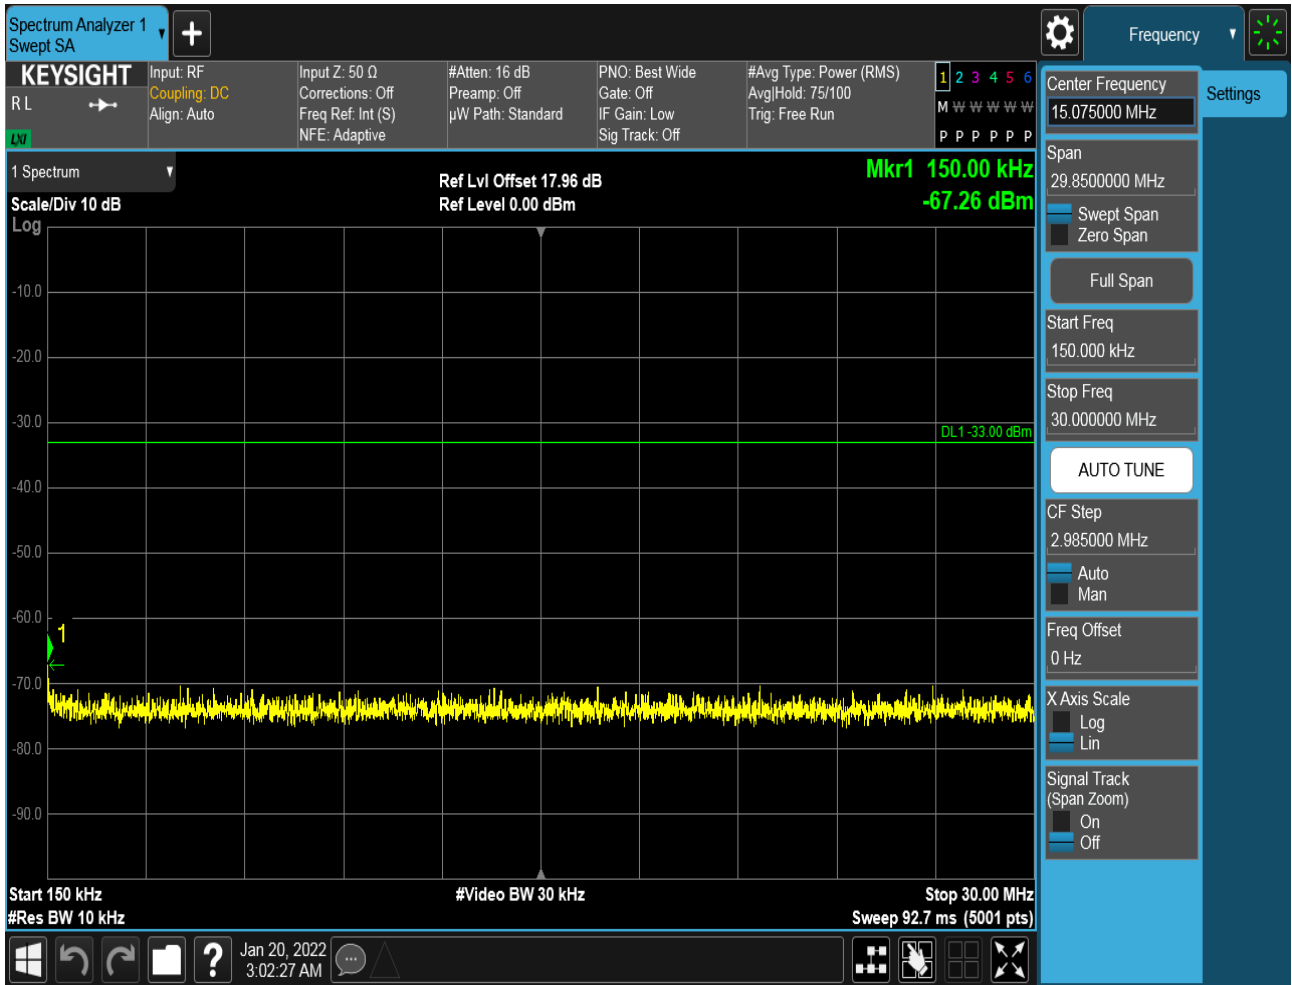 Spectrum Analyzer 1
Swept SA
Frequency
KEYSIGHT
R L
LXI
Input: RF
Coupling: DC
Align: Auto
Input Z: 50 Ω
Corrections: Off
Freq Ref: Int (S)
NFE: Adaptive
#Atten: 16 dB
Preamp: Off
µW Path: Standard
PNO: Best Wide
Gate: Off
IF Gain: Low
Sig Track: Off
#Avg Type: Power (RMS)
Avg|Hold: 75/100
Trig: Free Run
1 2 3 4 5 6
M W W W W W
P P P P P P
1 Spectrum
Scale/Div 10 dB
Log
Ref Lvl Offset 17.96 dB
Ref Level 0.00 dBm
Mkr1 150.00 kHz
-67.26 dBm
-10.0
-20.0
-30.0
DL1 -33.00 dBm
-40.0
-50.0
-60.0
1
-70.0
-80.0
-90.0
Start 150 kHz
#Video BW 30 kHz
Stop 30.00 MHz
#Res BW 10 kHz
Sweep 92.7 ms (5001 pts)
?
Jan 20, 2022
3:02:27 AM
Center Frequency
15.075000 MHz
Settings
Span
29.8500000 MHz
Swept Span
Zero Span
Full Span
Start Freq
150.000 kHz
Stop Freq
30.000000 MHz
AUTO TUNE
CF Step
2.985000 MHz
Auto
Man
Freq Offset
0 Hz
X Axis Scale
Log
Lin
Signal Track
(Span Zoom)
On
Off